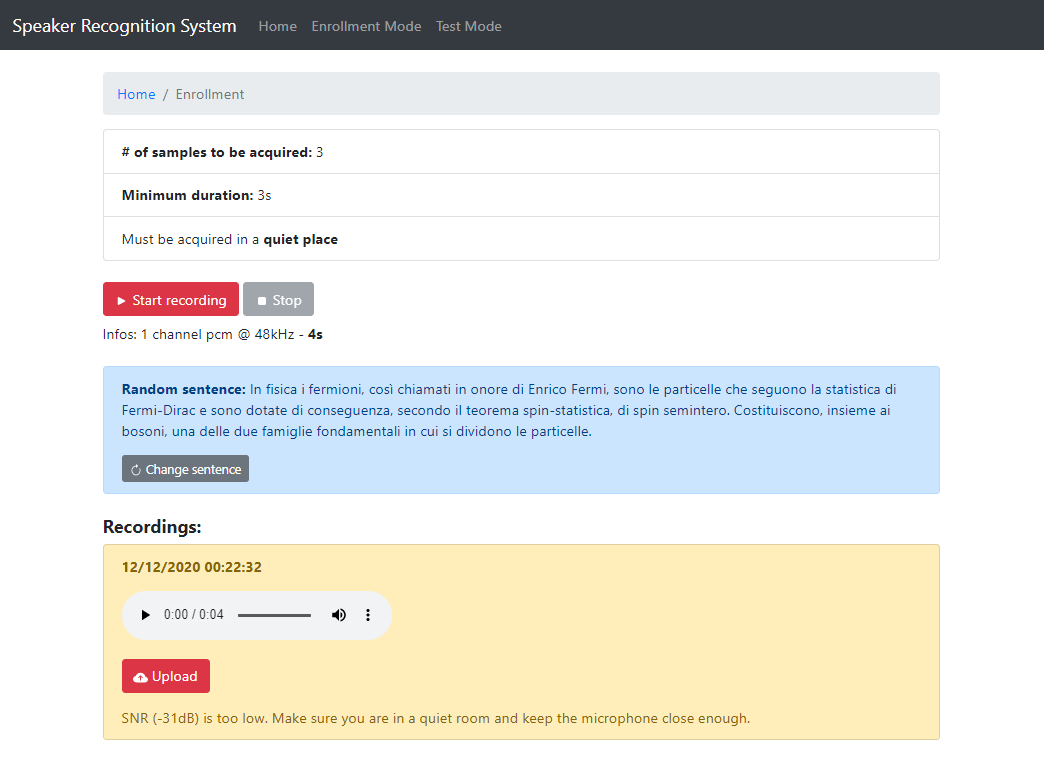 Speaker Recognition System Home Enrollment Mode Test Mode
Home / Enrollment
# of samples to be acquired: 3
Minimum duration: 3s
Must be acquired in a quiet place
Start recording Stop
Infos: 1 channel pcm @ 48kHz - 4s
Random sentence: In fisica i fermioni, così chiamati in onore di Enrico Fermi, sono le particelle che seguono la statistica di
Fermi-Dirac e sono dotate di conseguenza, secondo il teorema spin-statistica, di spin semintero. Costituiscono, insieme ai
bosoni, una delle due famiglie fondamentali in cui si dividono le particelle.
Change sentence
Recordings:
12/12/2020 00:22:32
0:00 / 0:04
Upload
SNR (-31dB) is too low. Make sure you are in a quiet room and keep the microphone close enough.